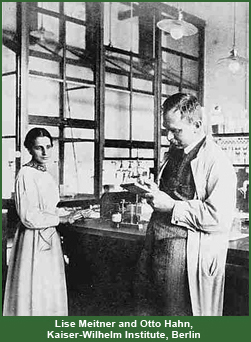 Lise Meitner and Otto Hahn,
Kaiser-Wilhelm Institute, Berlin